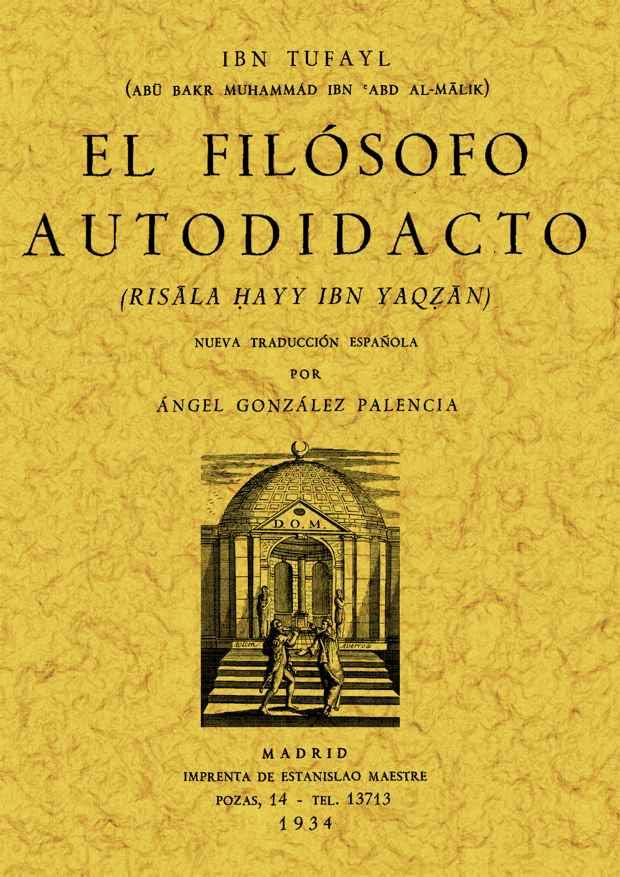 IBN TUFAYL
(ABŪ BAKR MUHAMMAD IBN ʿABD AL-MĀLIK)
EL FILÓSOFO
AUTODIDACTO
(RISĀLA ḤAYY IBN YAQẒĀN)
NUEVA TRADUCCIÓN ESPAÑOLA
POR
ÁNGEL GONZÁLEZ PALENCIA
D. O. M.
Averros
MADRID
IMPRENTA DE ESTANISLAO MAESTRE
POZAS, 14 - TEL. 13713
1934